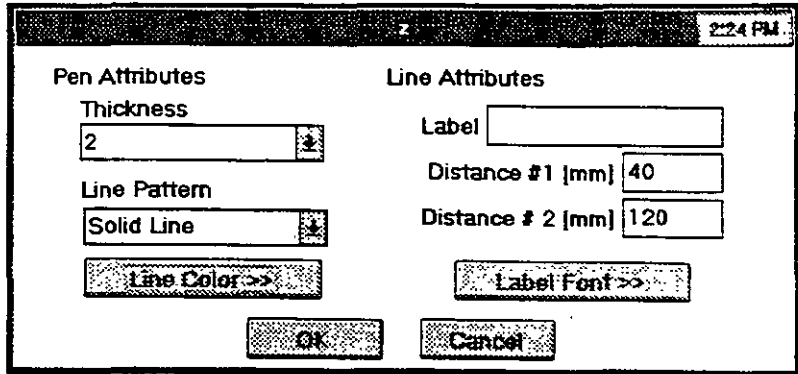 z 2:24 PM
Pen Attributes
Thickness
2
Line Pattern
Solid Line
Line Color >>
Line Attributes
Label
Distance #1 [mm] 40
Distance # 2 [mm] 120
Label Font >>
OK Cancel